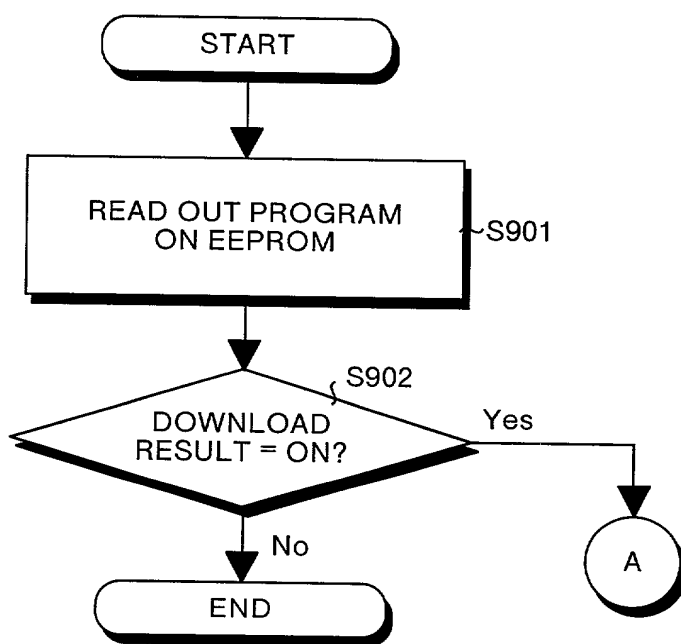 START
READ OUT PROGRAM
ON EEPROM
S901
S902
DOWNLOAD
RESULT = ON?
Yes
No
A
END